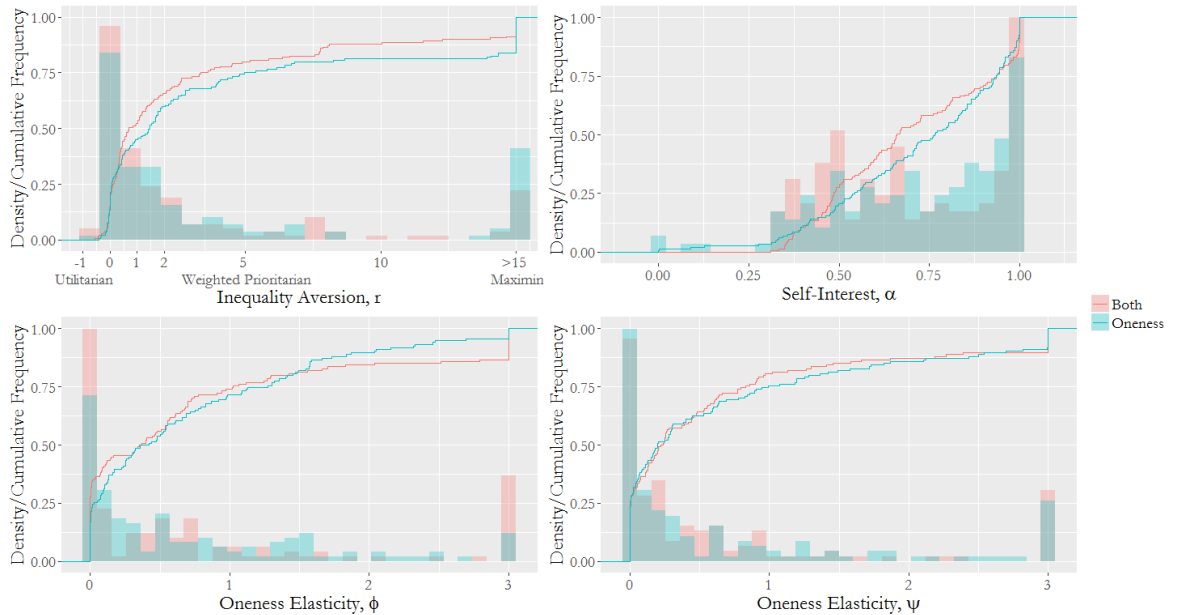 Density/Cumulative Frequency
1.00
0.75
0.50
0.25
0.00
-1 0 1 2 5 10 >15
Utilitarian Weighted Prioritarian Maximin
Inequality Aversion, r
Density/Cumulative Frequency
1.00
0.75
0.50
0.25
0.00
0.00 0.25 0.50 0.75 1.00
Self-Interest, α
Both
Oneness
Density/Cumulative Frequency
1.00
0.75
0.50
0.25
0.00
0 1 2 3
Oneness Elasticity, ϕ
Density/Cumulative Frequency
1.00
0.75
0.50
0.25
0.00
0 1 2 3
Oneness Elasticity, ψ